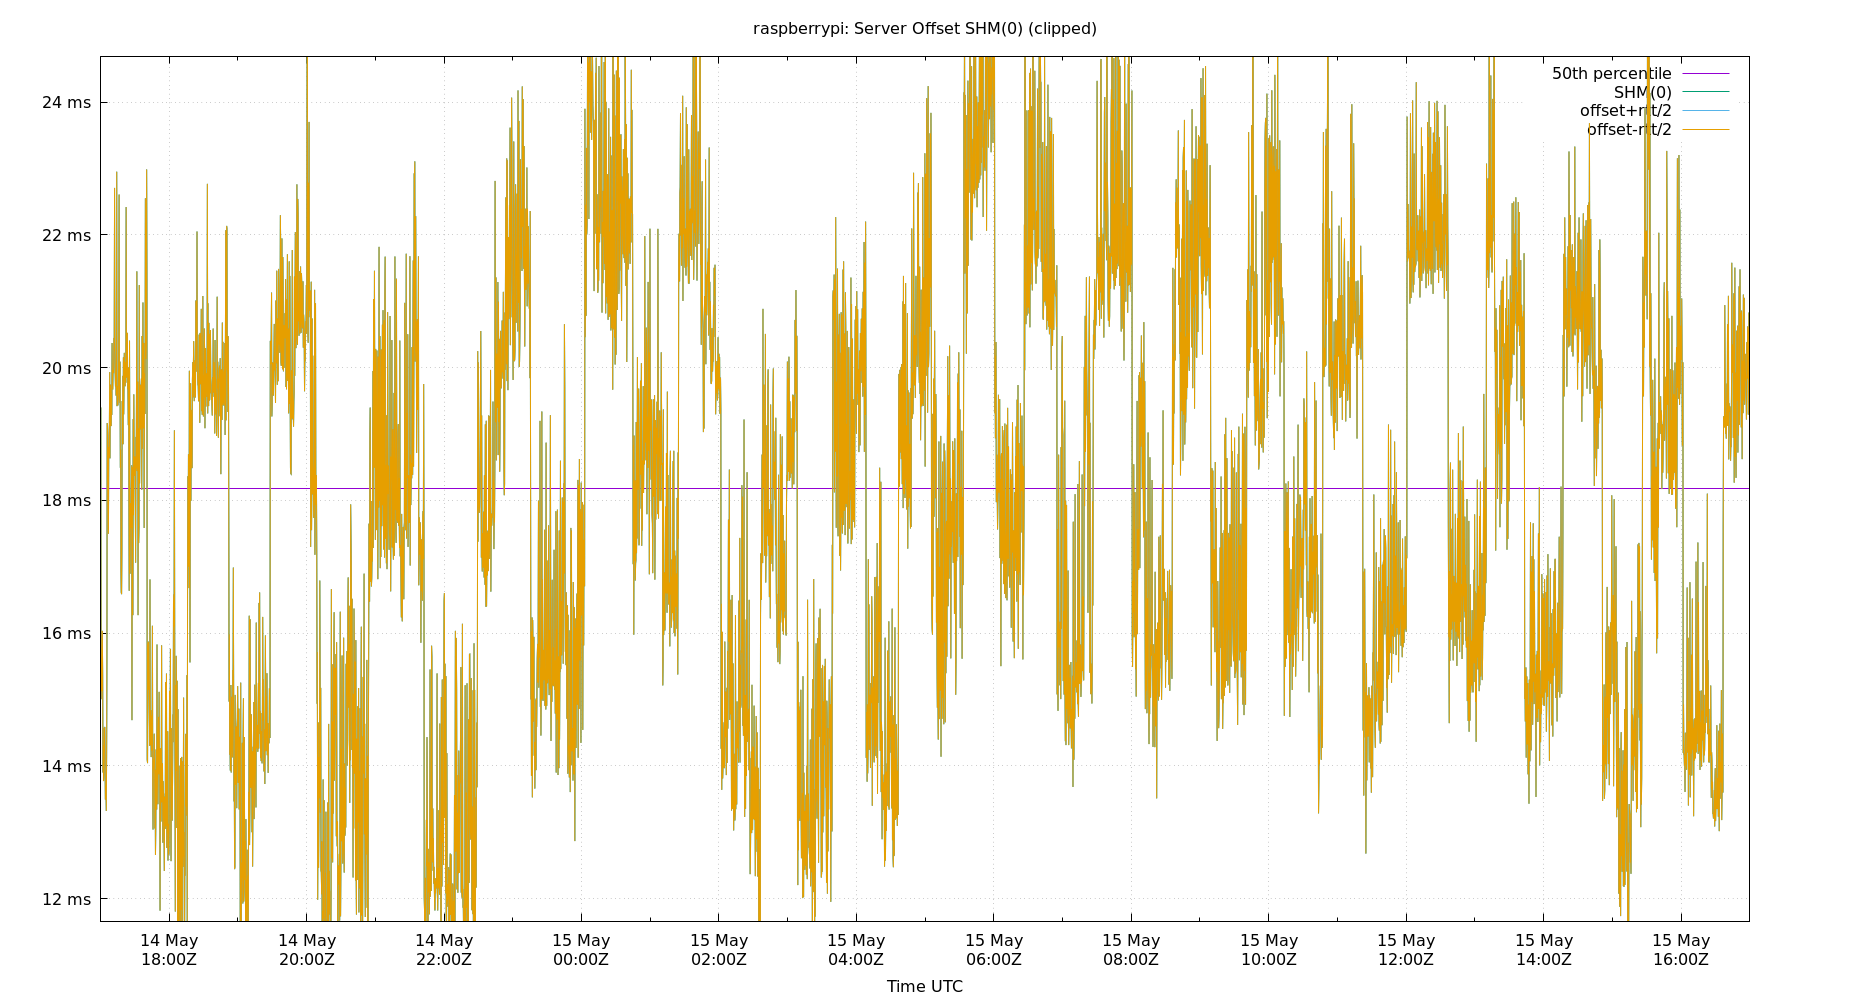 raspberrypi: Server Offset SHM(0) (clipped)
50th percentile
SHM(0)
offset+rtt/2
offset-rtt/2
24 ms
22 ms
20 ms
18 ms
16 ms
14 ms
12 ms
14 May 14 May 14 May 15 May 15 May 15 May 15 May 15 May 15 May 15 May 15 May 15 May
18:00Z 20:00Z 22:00Z 00:00Z 02:00Z 04:00Z 06:00Z 08:00Z 10:00Z 12:00Z 14:00Z 16:00Z
Time UTC